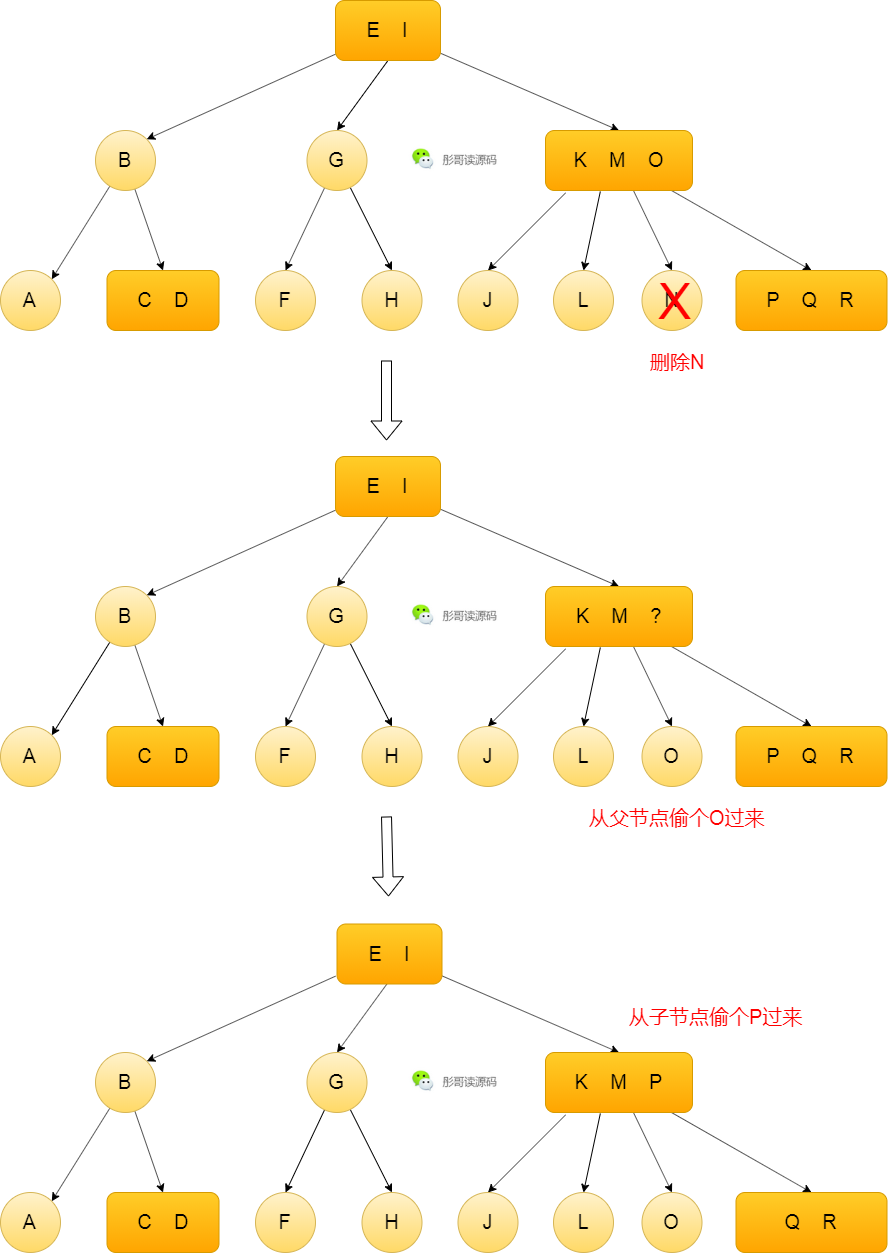 E I
B G 彤哥读源码 K M O
A C D F H J L N P Q R
X
删除N
E I
B G 彤哥读源码 K M ?
A C D F H J L O P Q R
从父节点偷个O过来
E I
从子节点偷个P过来
B G 彤哥读源码 K M P
A C D F H J L O Q R